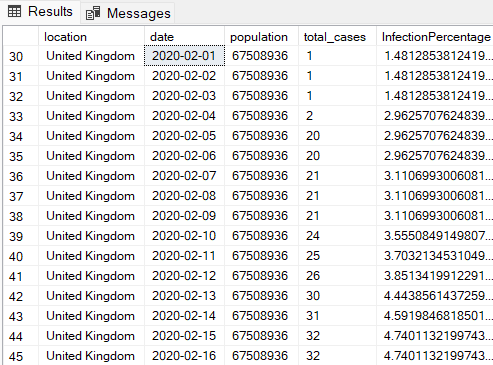 Results Messages
location date population total_cases InfectionPercentage
30 United Kingdom 2020-02-01 67508936 1 1.4812853812419...
31 United Kingdom 2020-02-02 67508936 1 1.4812853812419...
32 United Kingdom 2020-02-03 67508936 1 1.4812853812419...
33 United Kingdom 2020-02-04 67508936 2 2.9625707624839...
34 United Kingdom 2020-02-05 67508936 20 2.9625707624839...
35 United Kingdom 2020-02-06 67508936 20 2.9625707624839...
36 United Kingdom 2020-02-07 67508936 21 3.1106993006081...
37 United Kingdom 2020-02-08 67508936 21 3.1106993006081...
38 United Kingdom 2020-02-09 67508936 21 3.1106993006081...
39 United Kingdom 2020-02-10 67508936 24 3.5550849149807...
40 United Kingdom 2020-02-11 67508936 25 3.7032134531049...
41 United Kingdom 2020-02-12 67508936 26 3.8513419912291...
42 United Kingdom 2020-02-13 67508936 30 4.4438561437259...
43 United Kingdom 2020-02-14 67508936 31 4.5919846818501...
44 United Kingdom 2020-02-15 67508936 32 4.7401132199743...
45 United Kingdom 2020-02-16 67508936 32 4.7401132199743...